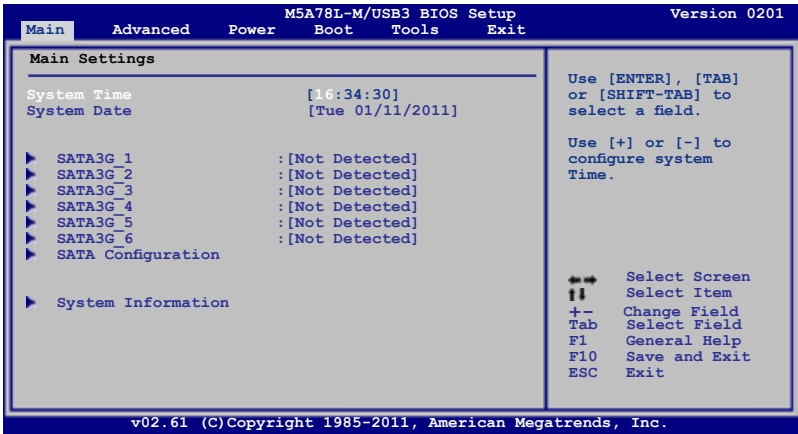 M5A78L-M/USB3 BIOS Setup Version 0201
Main Advanced Power Boot Tools Exit
Main Settings
System Time [16:34:30]
System Date [Tue 01/11/2011]
SATA3G_1 :[Not Detected]
SATA3G_2 :[Not Detected]
SATA3G_3 :[Not Detected]
SATA3G_4 :[Not Detected]
SATA3G_5 :[Not Detected]
SATA3G_6 :[Not Detected]
SATA Configuration
System Information
Use [ENTER], [TAB]
or [SHIFT-TAB] to
select a field.
Use [+] or [-] to
configure system
Time.
←→ Select Screen
↑↓ Select Item
+- Change Field
Tab Select Field
F1 General Help
F10 Save and Exit
ESC Exit
v02.61 (C)Copyright 1985-2011, American Megatrends, Inc.